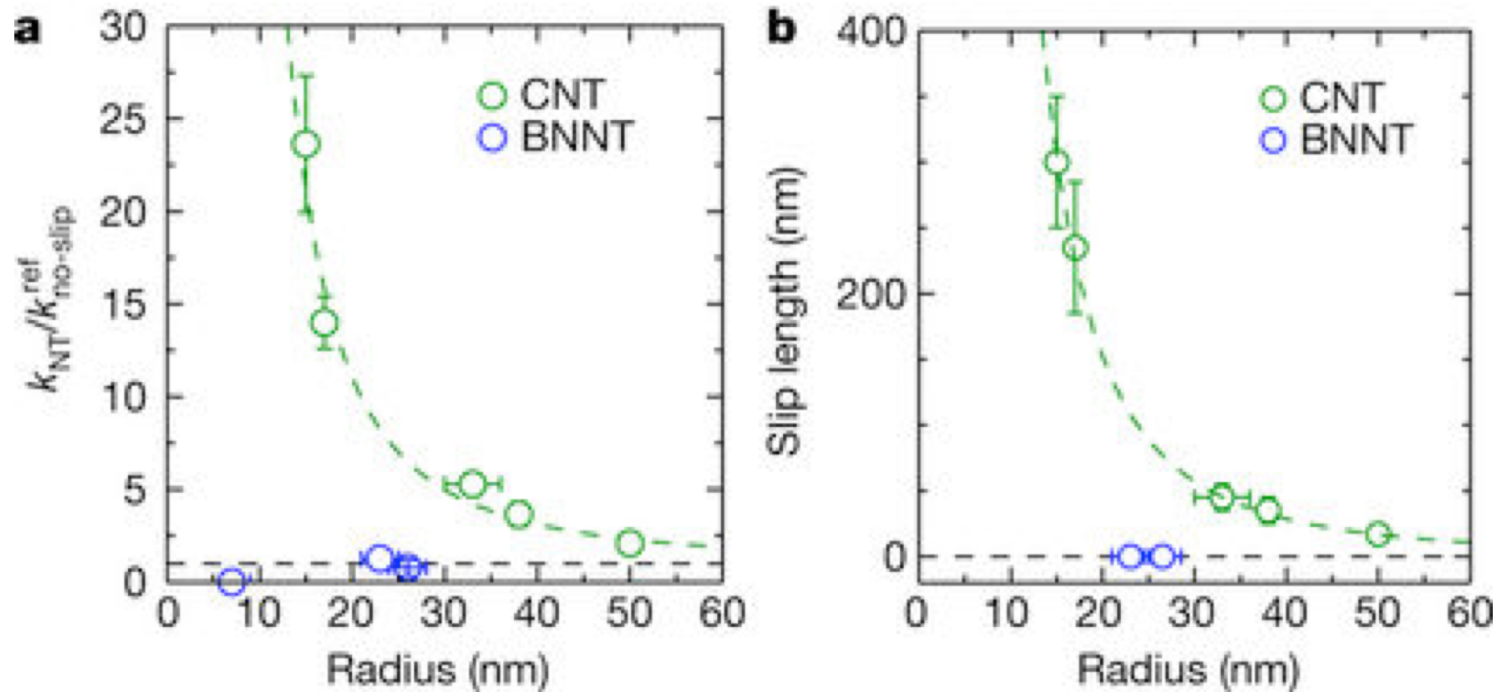 a
30
25
20
15
10
5
0
k_NT/k^ref_no-slip
CNT
BNNT
0 10 20 30 40 50 60
Radius (nm)
b
400
200
0
Slip length (nm)
CNT
BNNT
0 10 20 30 40 50 60
Radius (nm)